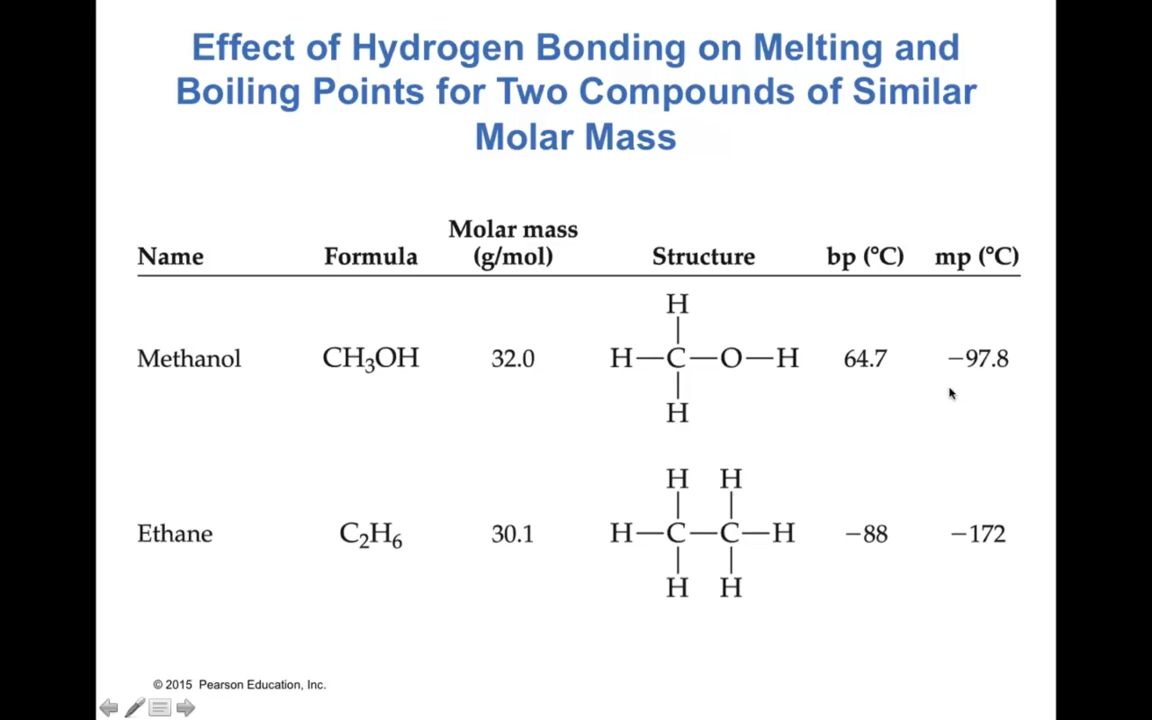 Effect of Hydrogen Bonding on Melting and
Boiling Points for Two Compounds of Similar
Molar Mass
Name Formula Molar mass (g/mol) Structure bp (°C) mp (°C)
H
Methanol CH₃OH 32.0 H—C—O—H 64.7 −97.8
H
H H
Ethane C₂H₆ 30.1 H—C—C—H −88 −172
H H
© 2015 Pearson Education, Inc.